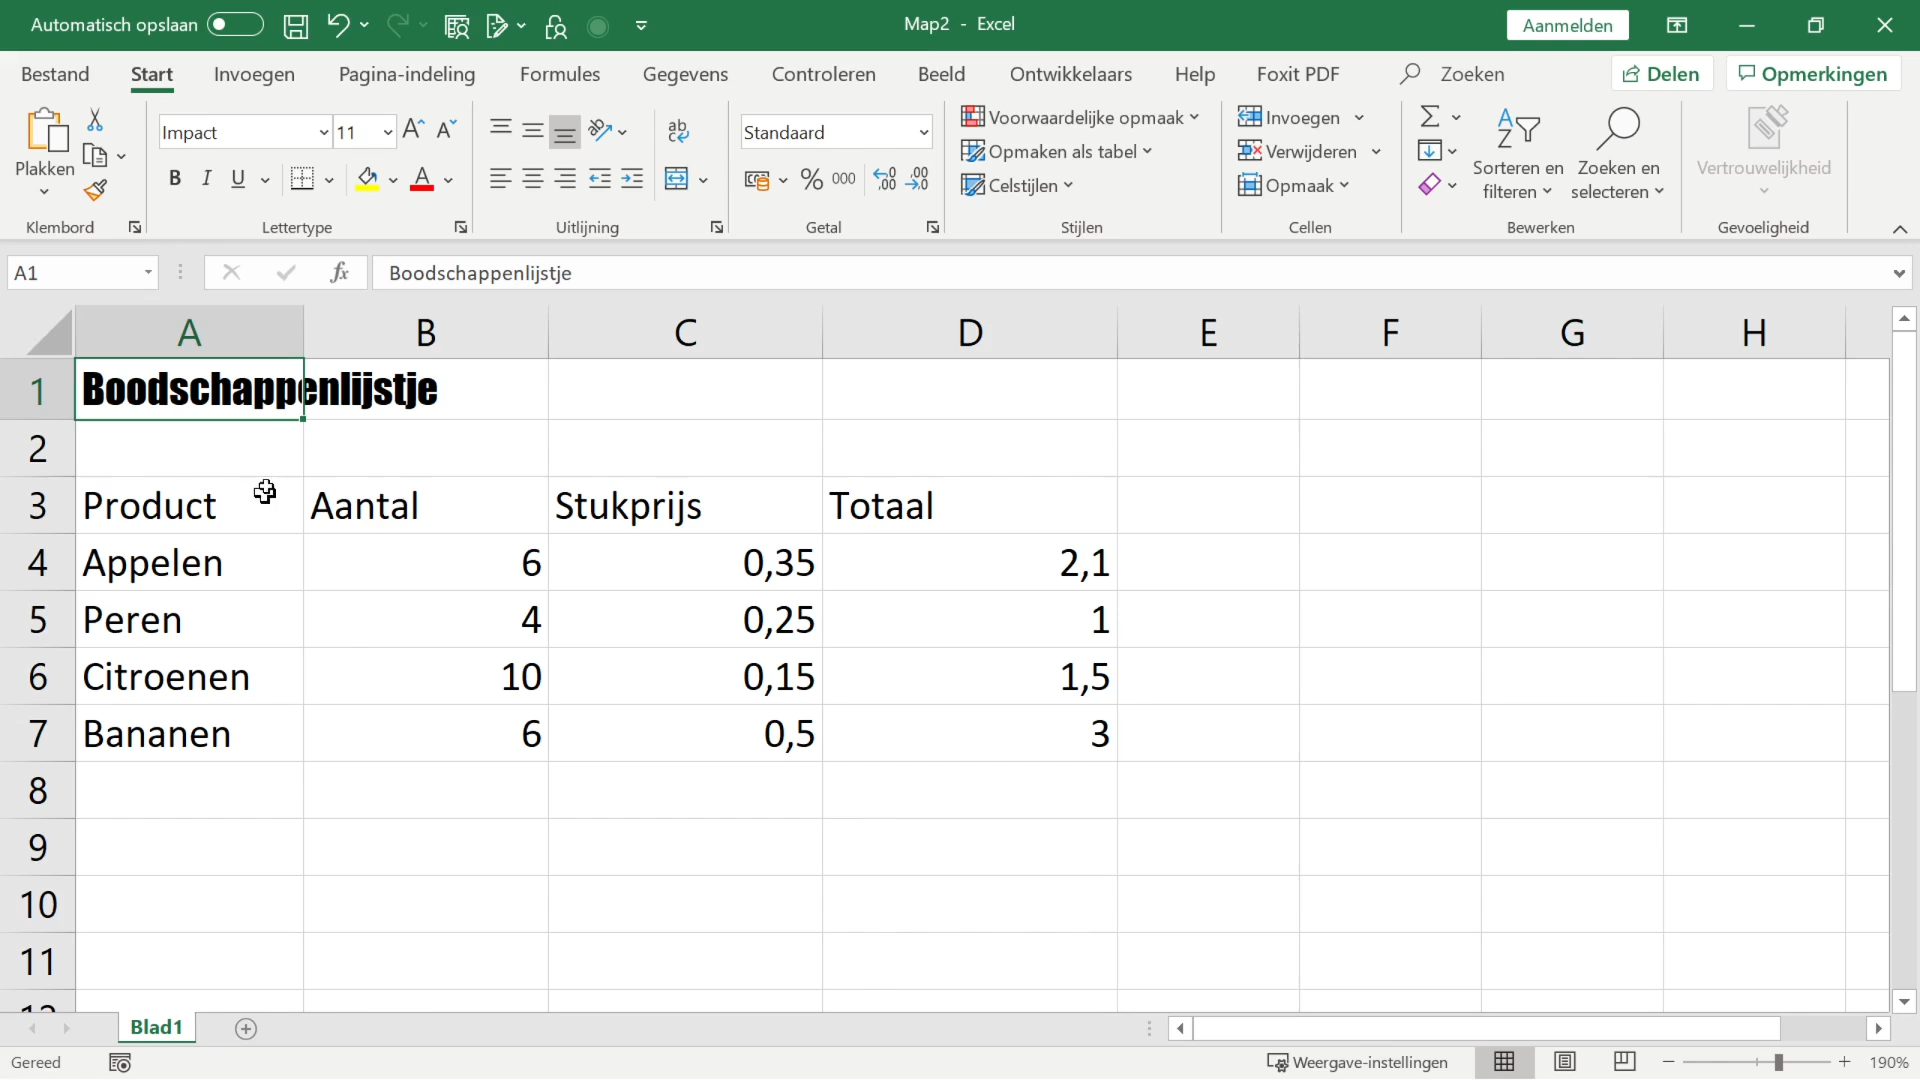 Automatisch opslaan
Map2 - Excel
Aanmelden
Bestand Start Invoegen Pagina-indeling Formules Gegevens Controleren Beeld Ontwikkelaars Help Foxit PDF Zoeken Delen Opmerkingen
Plakken
Klembord
Impact 11
B I U A
Lettertype
ab
Uitlijning
Standaard
% 000
Getal
Voorwaardelijke opmaak
Opmaken als tabel
Celstijlen
Stijlen
Invoegen
Verwijderen
Opmaak
Cellen
Sorteren en filteren
Zoeken en selecteren
Bewerken
Vertrouwelijkheid
Gevoeligheid
A1 fx Boodschappenlijstje
A B C D E F G H
1 Boodschappenlijstje
2
3 Product Aantal Stukprijs Totaal
4 Appelen 6 0,35 2,1
5 Peren 4 0,25 1
6 Citroenen 10 0,15 1,5
7 Bananen 6 0,5 3
8
9
10
11
12
Blad1
Gereed Weergave-instellingen 190%